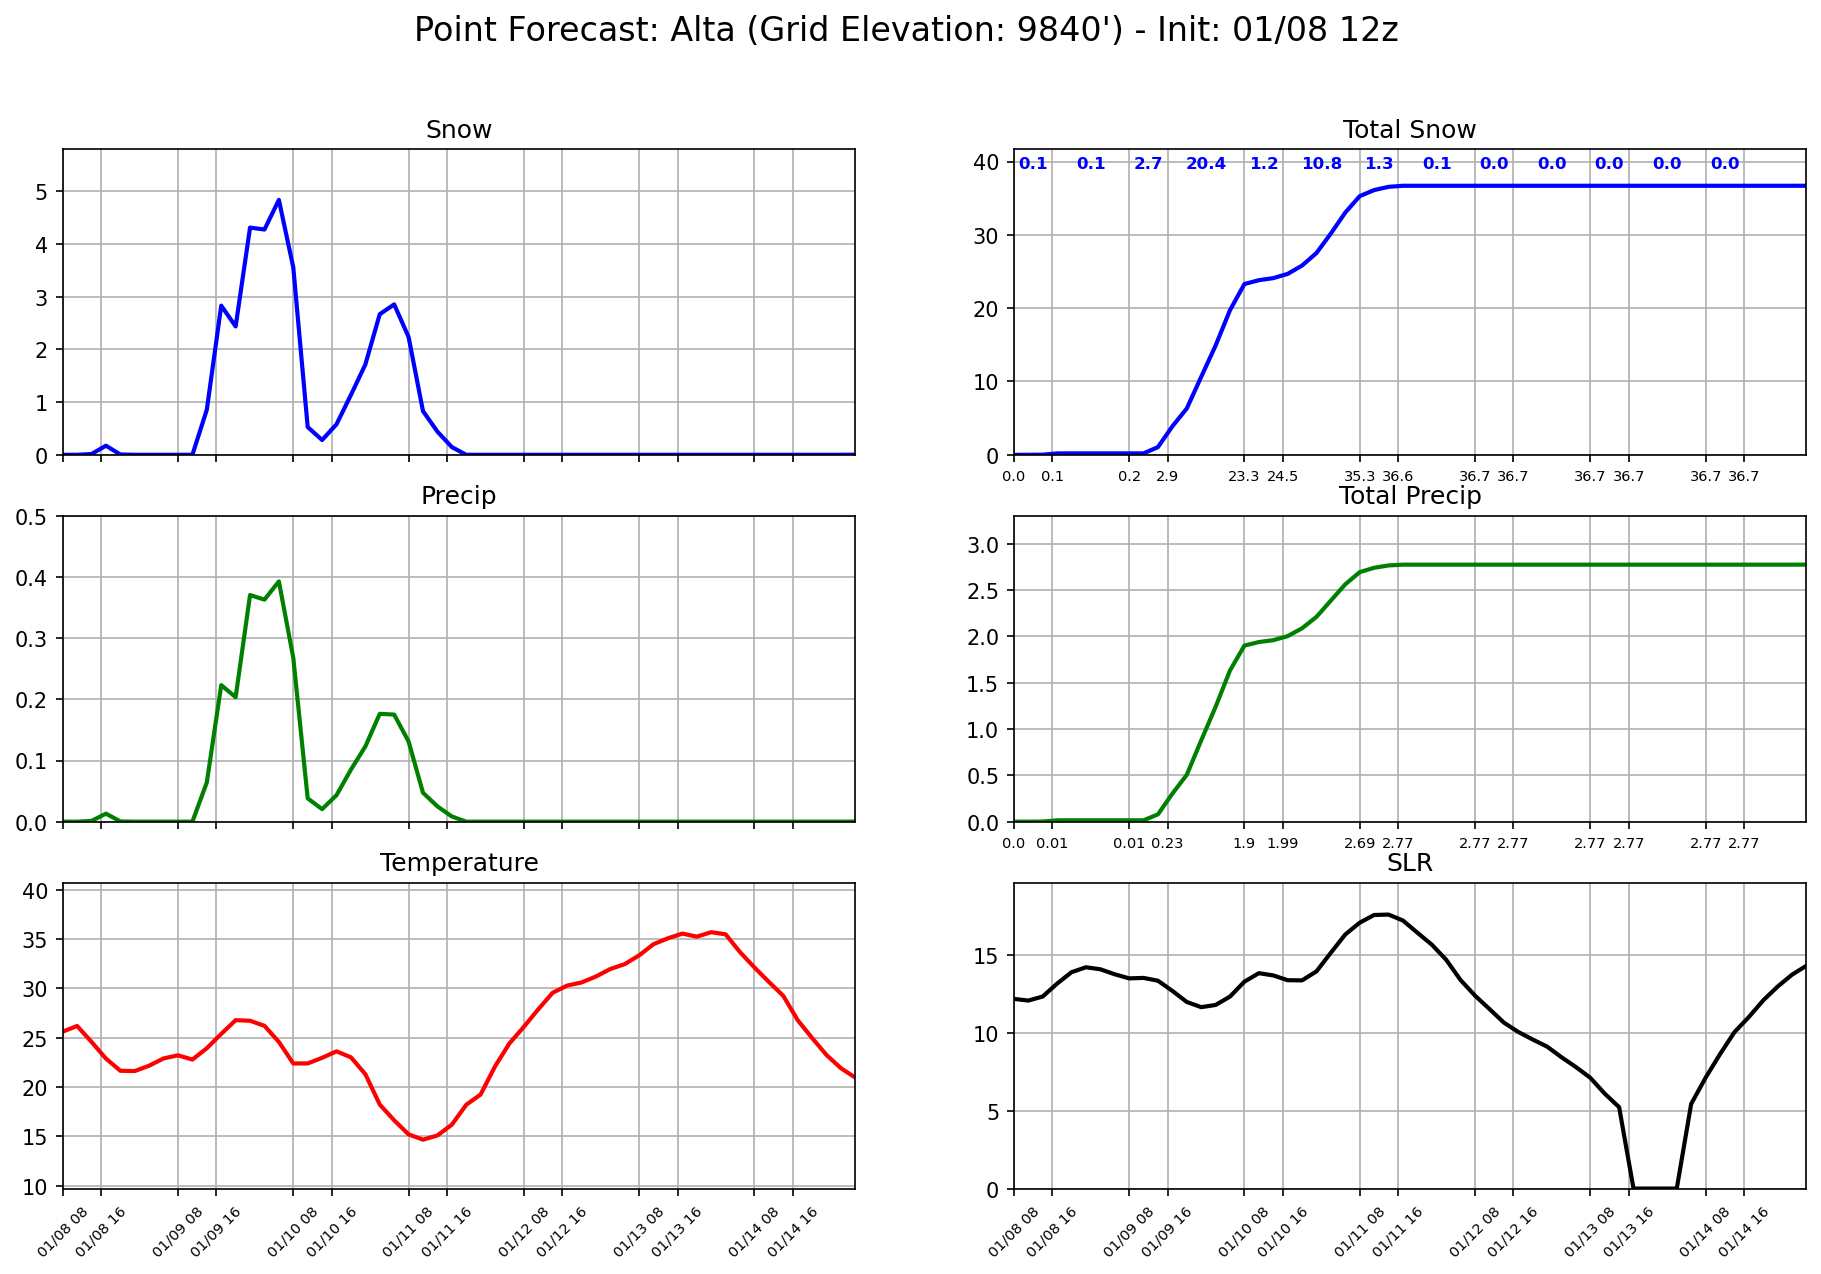 Point Forecast: Alta (Grid Elevation: 9840') - Init: 01/08 12z
Snow
5
4
3
2
1
0
Total Snow
40
30
20
10
0
0.1 0.1 2.7 20.4 1.2 10.8 1.3 0.1 0.0 0.0 0.0 0.0 0.0
0.0 0.1 0.2 2.9 23.3 24.5 35.3 36.6 36.7 36.7 36.7 36.7 36.7 36.7
Precip
0.5
0.4
0.3
0.2
0.1
0.0
Total Precip
3.0
2.5
2.0
1.5
1.0
0.5
0.0
0.0 0.01 0.01 0.23 1.9 1.99 2.69 2.77 2.77 2.77 2.77 2.77 2.77 2.77
Temperature
40
35
30
25
20
15
10
01/08 08 01/08 16 01/09 08 01/09 16 01/10 08 01/10 16 01/11 08 01/11 16 01/12 08 01/12 16 01/13 08 01/13 16 01/14 08 01/14 16
SLR
15
10
5
0
01/08 08 01/08 16 01/09 08 01/09 16 01/10 08 01/10 16 01/11 08 01/11 16 01/12 08 01/12 16 01/13 08 01/13 16 01/14 08 01/14 16